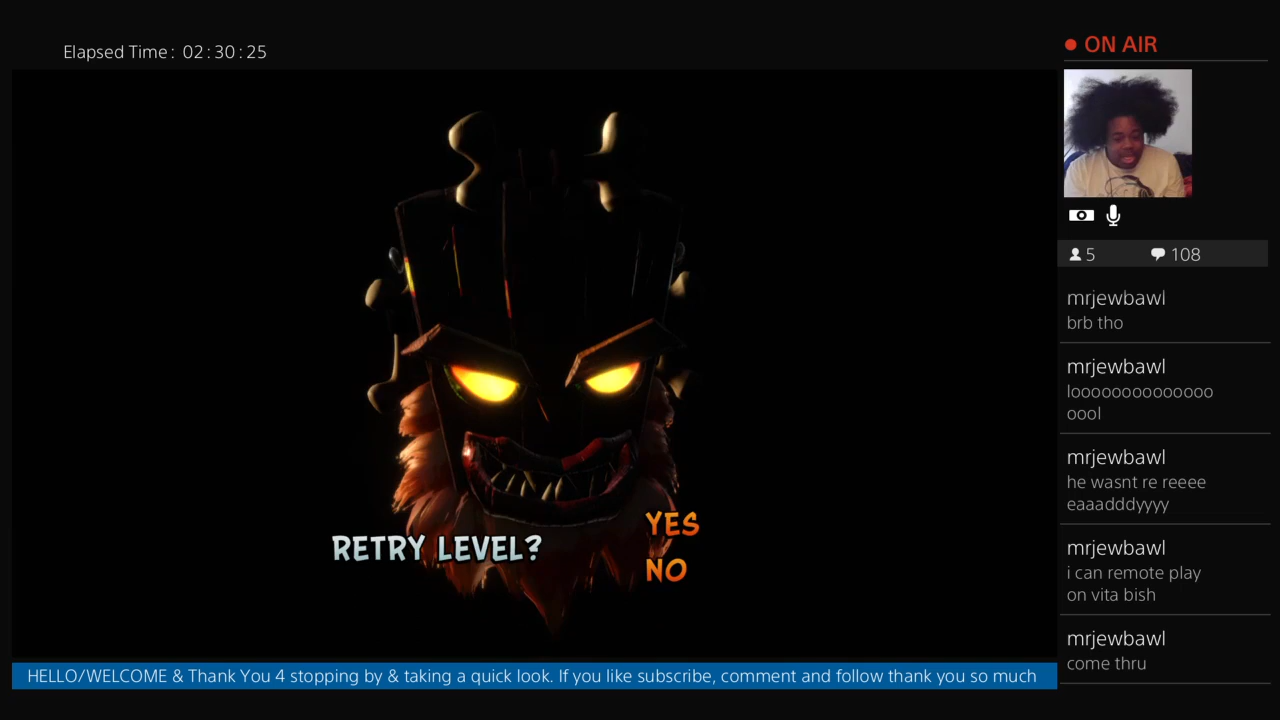 Elapsed Time: 02:30:25
ON AIR
5 108
mrjewbawl
brb tho
mrjewbawl
looooooooooooo
oool
mrjewbawl
he wasnt re reeee
eaaadddyyyy
mrjewbawl
i can remote play
on vita bish
mrjewbawl
come thru
YES
RETRY LEVEL?
NO
HELLO/WELCOME & Thank You 4 stopping by & taking a quick look. If you like subscribe, comment and follow thank you so much